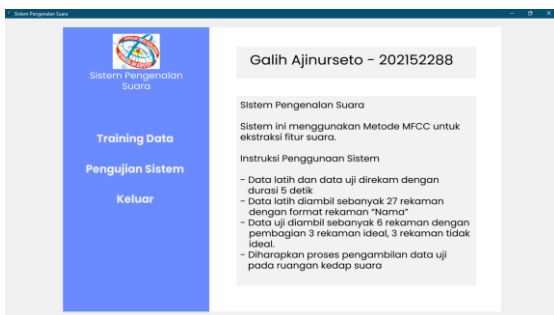 Sistem Pengenalan Suara
Sistem Pengenalan
Suara
Training Data
Pengujian Sistem
Keluar
Galih Ajinurseto - 202152288
SIstem Pengenalan Suara
Sistem ini menggunakan Metode MFCC untuk
ekstraksi fitur suara.
Instruksi Penggunaan Sistem
- Data latih dan data uji direkam dengan
durasi 5 detik
- Data latih diambil sebanyak 27 rekaman
dengan format rekaman “Nama”
- Data uji diambil sebanyak 6 rekaman dengan
pembagian 3 rekaman ideal, 3 rekaman tidak
ideal.
- Diharapkan proses pengambilan data uji
pada ruangan kedap suara